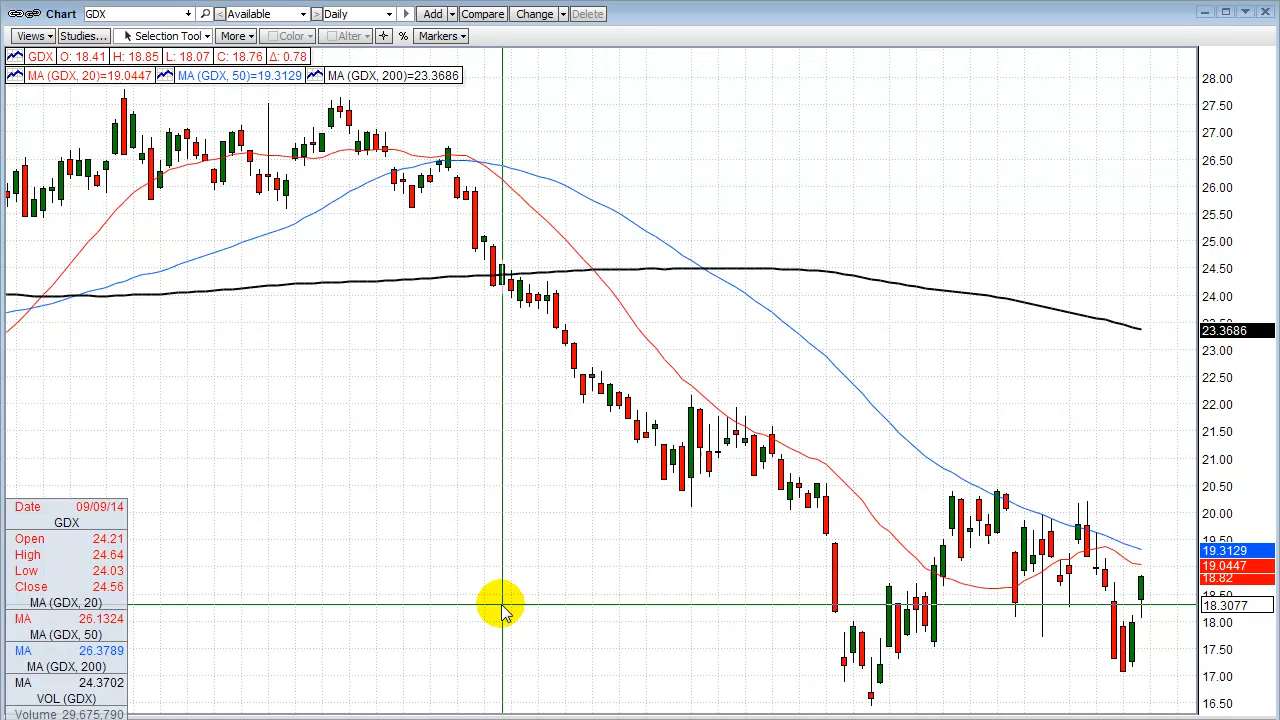 Chart GDX Available Daily Add Compare Change Delete
Views Studies... Selection Tool More Color Alter % Markers
GDX O: 18.41 H: 18.85 L: 18.07 C: 18.76 Δ: 0.78
MA (GDX, 20)=19.0447 MA (GDX, 50)=19.3129 MA (GDX, 200)=23.3686
28.00
27.50
27.00
26.50
26.00
25.50
25.00
24.50
24.00
23.3686
23.00
22.50
22.00
21.50
21.00
20.50
20.00
19.50
19.3129
19.0447
18.82
18.50
18.3077
18.00
17.50
17.00
16.50
Date 09/09/14
GDX
Open 24.21
High 24.64
Low 24.03
Close 24.56
MA (GDX, 20)
MA 26.1324
MA (GDX, 50)
MA 26.3789
MA (GDX, 200)
MA 24.3702
VOL (GDX)
Volume 29,675,790